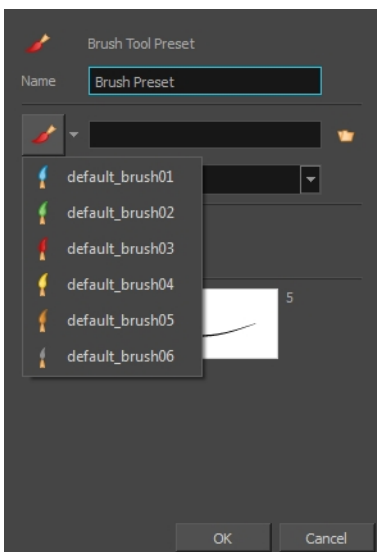 Brush Tool Preset
Name Brush Preset
default_brush01
default_brush02
default_brush03
default_brush04
default_brush05
5
default_brush06
OK Cancel